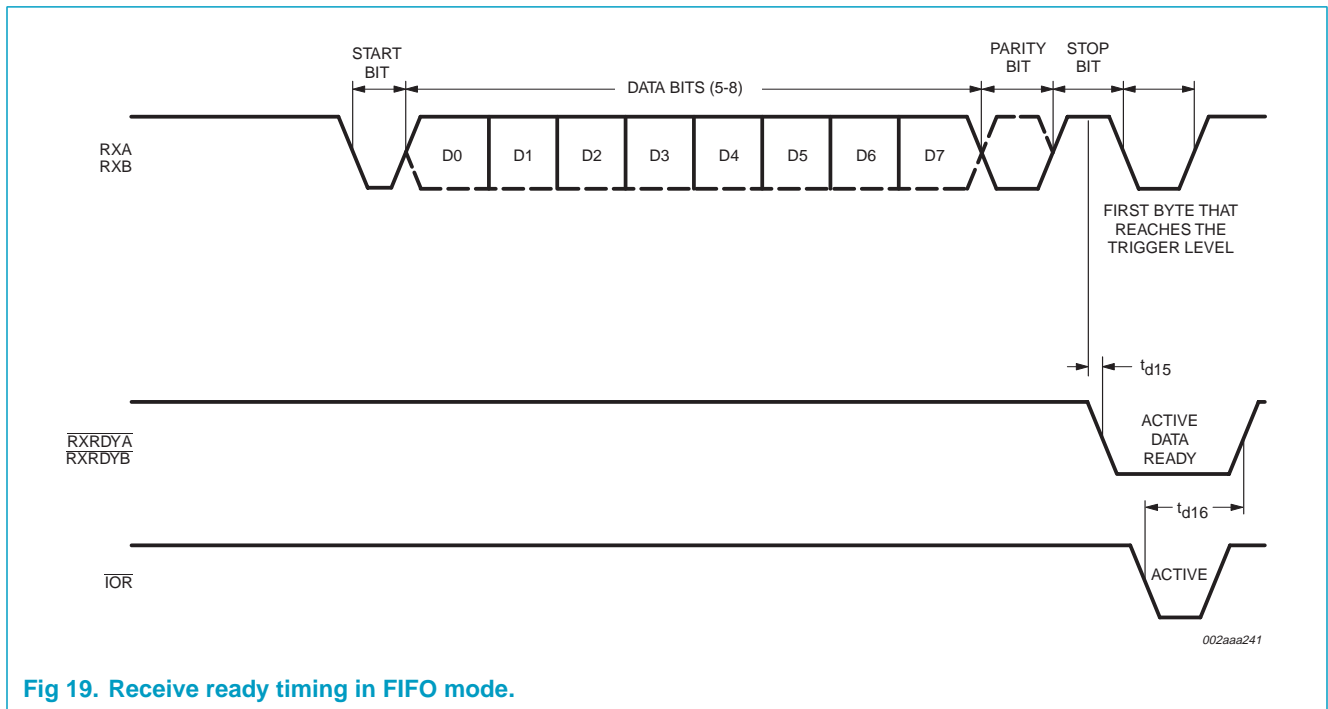 START
BIT
DATA BITS (5-8)
PARITY
BIT
STOP
BIT
RXA
RXB
D0 D1 D2 D3 D4 D5 D6 D7
FIRST BYTE THAT
REACHES THE
TRIGGER LEVEL
td15
RXRDYA
RXRDYB
ACTIVE
DATA
READY
td16
IOR
ACTIVE
002aaa241
Fig 19. Receive ready timing in FIFO mode.